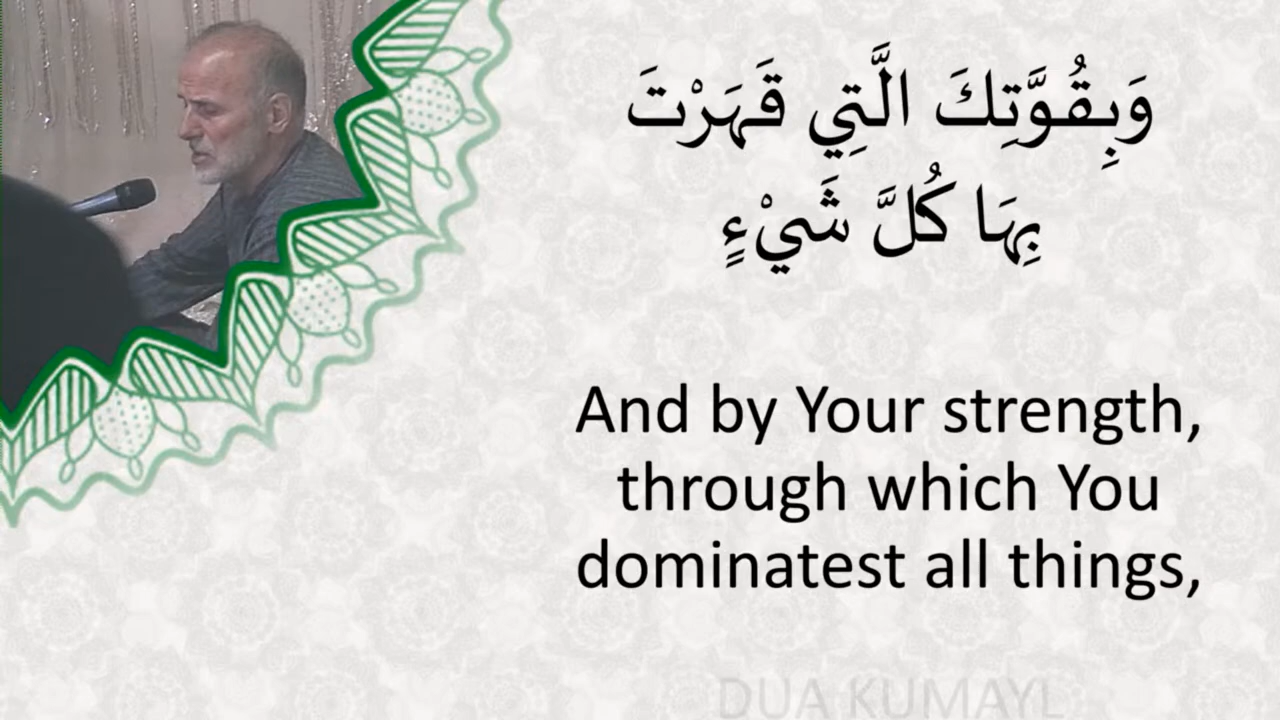 وَبِقُوَّتِكَ الَّتِي قَهَرْتَ
بِهَا كُلَّ شَيْءٍ
And by Your strength,
through which You
dominatest all things,
DUA KUMAYL